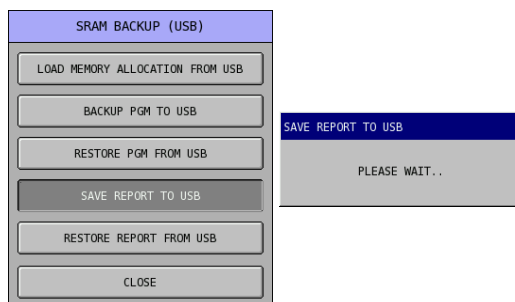 SRAM BACKUP (USB)
LOAD MEMORY ALLOCATION FROM USB
BACKUP PGM TO USB
RESTORE PGM FROM USB
SAVE REPORT TO USB
RESTORE REPORT FROM USB
CLOSE
SAVE REPORT TO USB
PLEASE WAIT..